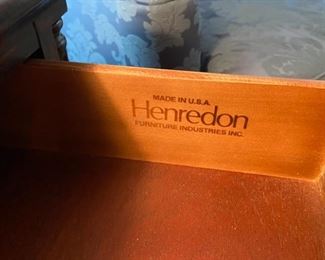 MADE IN U.S.A.
Henredon
FURNITURE INDUSTRIES INC.